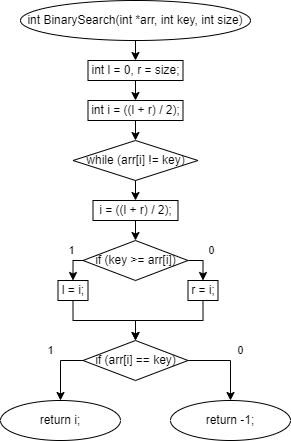 int BinarySearch(int *arr, int key, int size)
int l = 0, r = size;
int i = ((l + r) / 2);
while (arr[i] != key)
i = ((l + r) / 2);
1
if (key >= arr[i])
0
l = i;
r = i;
1
if (arr[i] == key)
0
return i;
return -1;